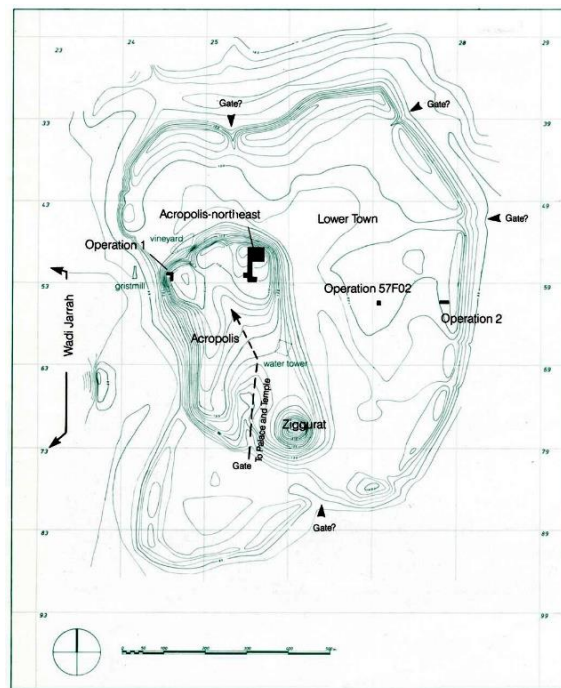 23
24
25
28
29
Gate?
Gate?
33
39
43
49
Acropolis-northeast
Lower Town
Gate?
Operation 1
vineyard
gristmill
Operation 57F02
53
59
Operation 2
Wadi Jarrah
Acropolis
water tower
63
69
To Palace and Temple
Ziggurat
Gate
73
79
Gate?
83
89
93
99